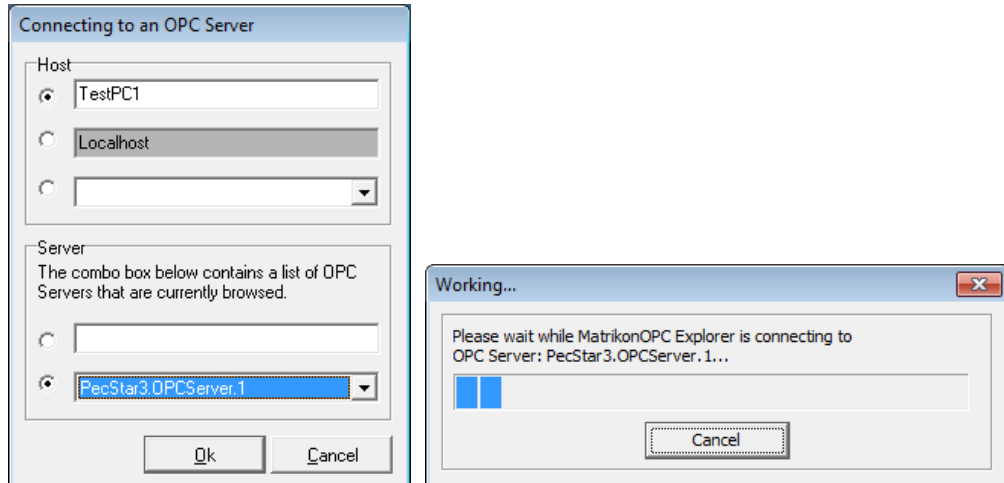 Connecting to an OPC Server
Host
TestPC1
Localhost
Server
The combo box below contains a list of OPC
Servers that are currently browsed.
PecStar3.OPCServer.1
Ok
Cancel
Working...
Please wait while MatrikonOPC Explorer is connecting to
OPC Server: PecStar3.OPCServer.1...
Cancel